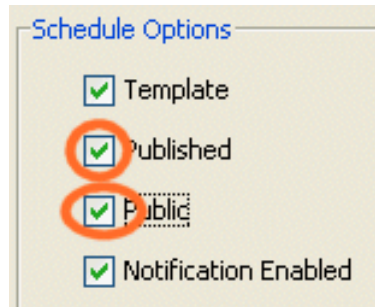 Schedule Options
Template
Published
Public
Notification Enabled